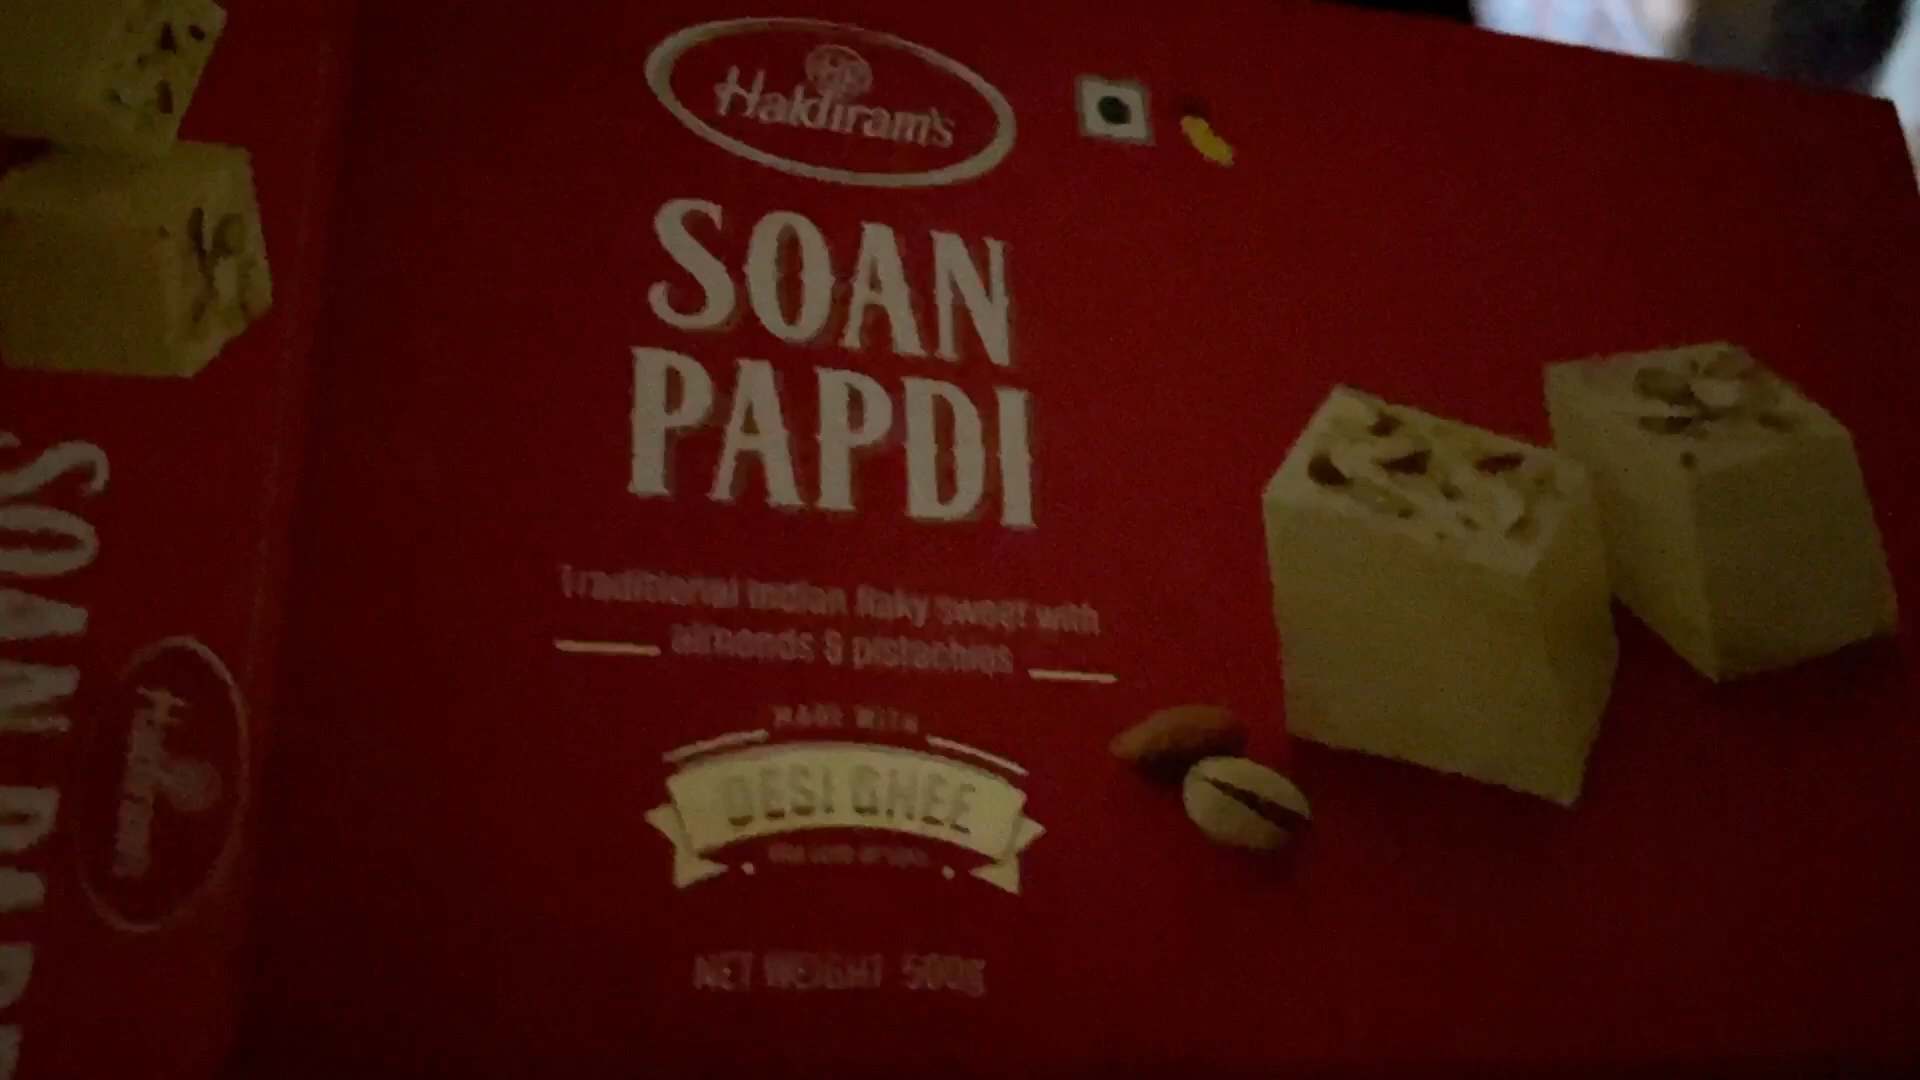 Haldiram's
SOAN
PAPDI
Traditional Indian flaky sweet with
almonds & pistachios
MADE WITH
DESI GHEE
NET WEIGHT 500g
SOAN PAPDI
Haldiram's